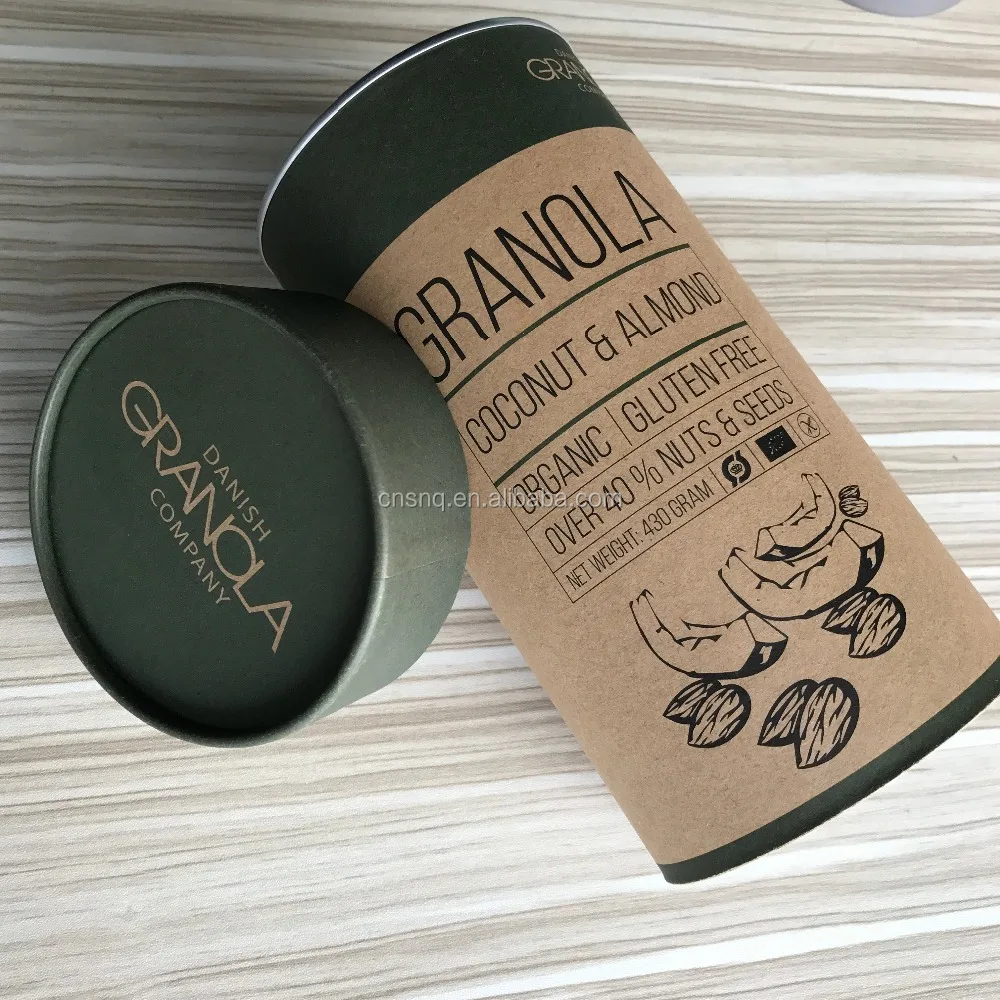 GRANOLA
COCONUT & ALMOND
ORGANIC | GLUTEN FREE
OVER 40 % NUTS & SEEDS
NET WEIGHT: 430 GRAM
DANISH
GRANOLA
COMPANY
cnsnq.en.alibaba.com